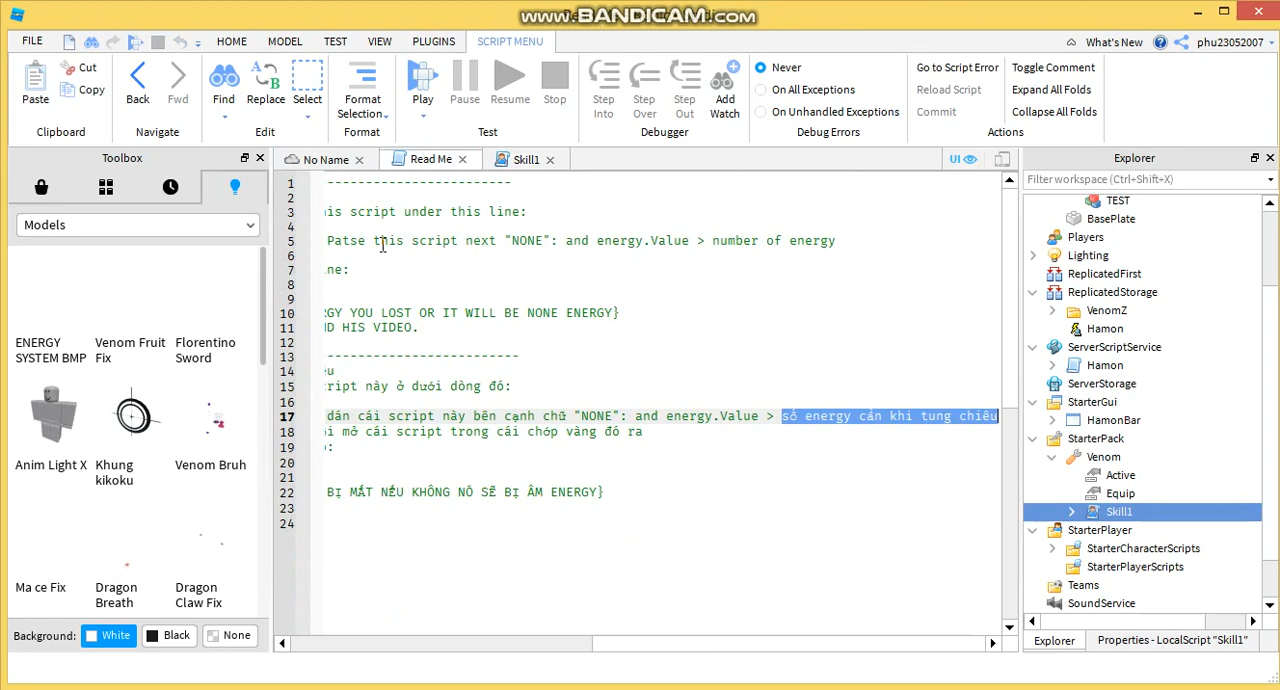 www.BANDICAM.com
FILE HOME MODEL TEST VIEW PLUGINS SCRIPT MENU What's New phu23052007
Paste Cut Copy Back Fwd Find Replace Select Format Selection Play Pause Resume Stop Step Into Step Over Step Out Add Watch
Never
On All Exceptions
On Unhandled Exceptions
Go to Script Error Toggle Comment
Reload Script Expand All Folds
Commit Collapse All Folds
Clipboard Navigate Edit Format Test Debugger Debug Errors Actions
Toolbox
Models
ENERGY SYSTEM BMP
Venom Fruit Fix
Florentino Sword
Anim Light X
Khung kikoku
Venom Bruh
Ma ce Fix
Dragon Breath
Dragon Claw Fix
Background: White Black None
No Name Read Me Skill1 UI
1 -------------------------
2
3 his script under this line:
4
5 Patse this script next "NONE": and energy.Value > number of energy
6
7 ine:
8
9
10 RGY YOU LOST OR IT WILL BE NONE ENERGY}
11 ND HIS VIDEO.
12
13 --------------------------
14 êu
15 cript này ở dưới dòng đó:
16
17 dán cái script này bên cạnh chữ "NONE": and energy.Value > số energy cần khi tung chiêu
18 i mở cái script trong cái chớp vàng đó ra
19 :
20
21
22 BỊ MẤT NẾU KHÔNG NÓ SẼ BỊ ÂM ENERGY}
23
24
Explorer
Filter workspace (Ctrl+Shift+X)
TEST
BasePlate
Players
Lighting
ReplicatedFirst
ReplicatedStorage
VenomZ
Hamon
ServerScriptService
Hamon
ServerStorage
StarterGui
HamonBar
StarterPack
Venom
Active
Equip
Skill1
StarterPlayer
StarterCharacterScripts
StarterPlayerScripts
Teams
SoundService
Explorer Properties - LocalScript "Skill1"